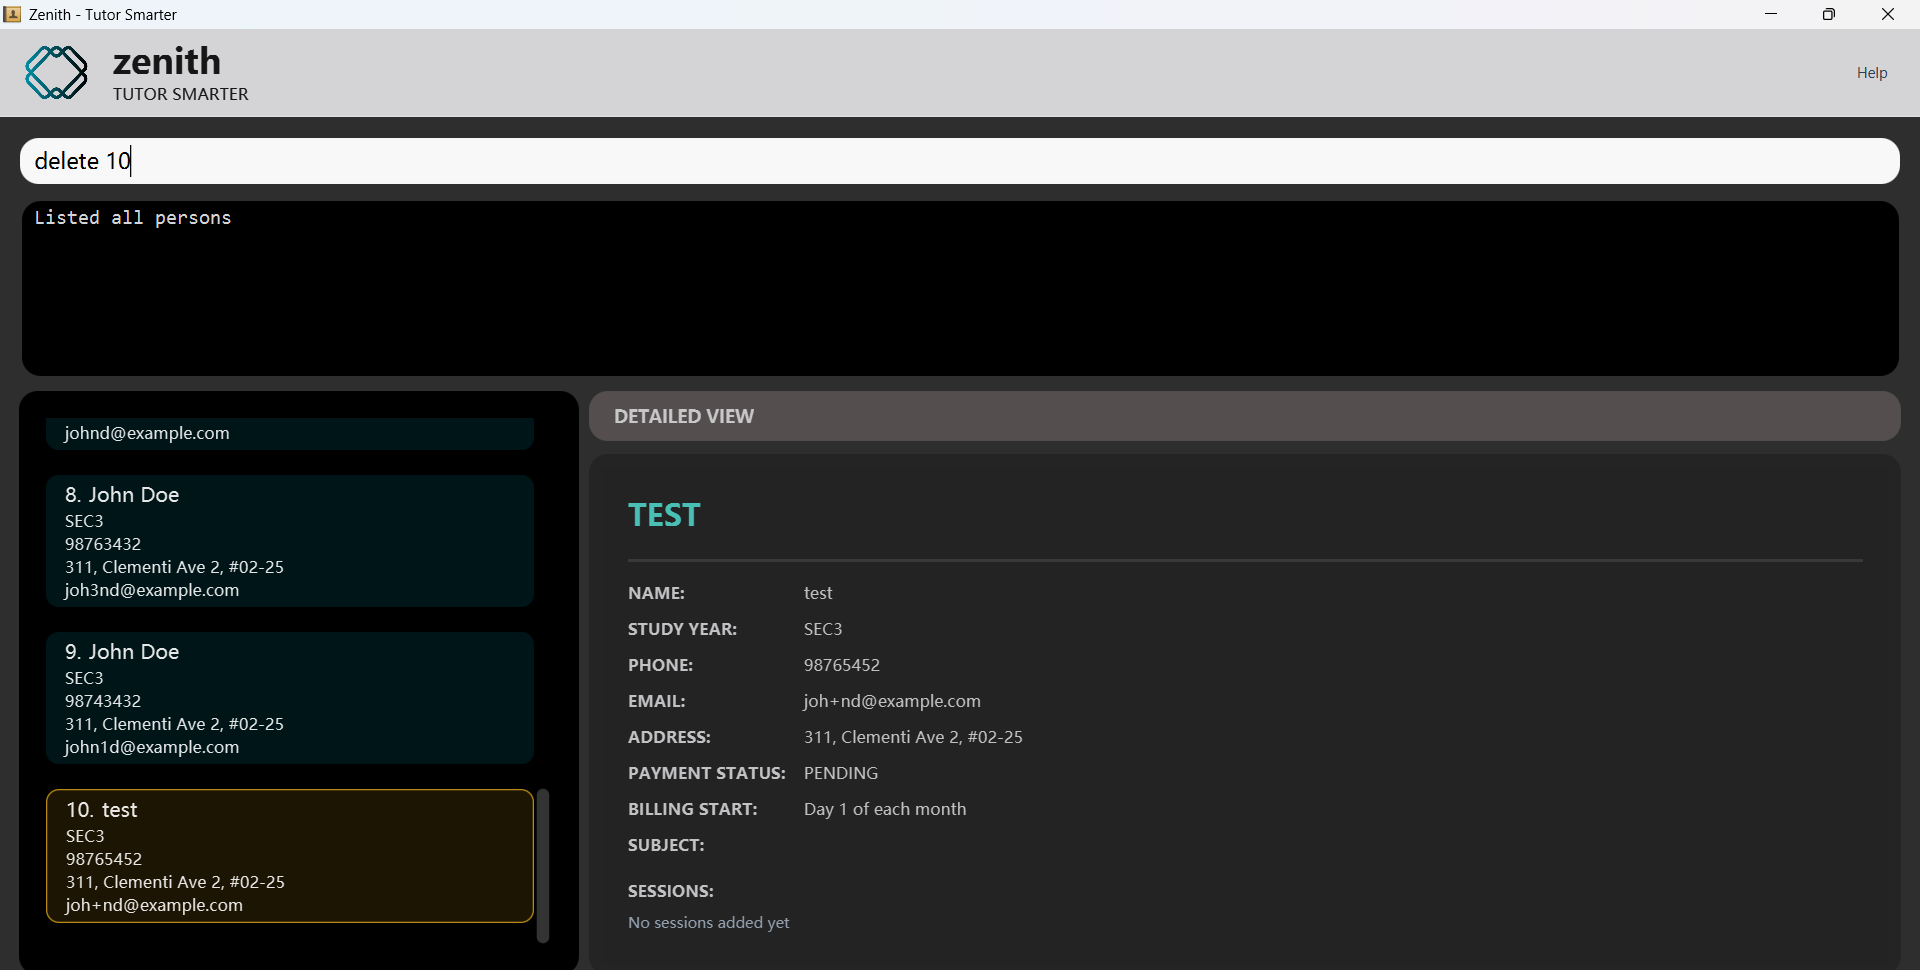 Zenith - Tutor Smarter
zenith
TUTOR SMARTER
Help
delete 10
Listed all persons
johnd@example.com
8. John Doe
SEC3
98763432
311, Clementi Ave 2, #02-25
joh3nd@example.com
9. John Doe
SEC3
98743432
311, Clementi Ave 2, #02-25
john1d@example.com
10. test
SEC3
98765452
311, Clementi Ave 2, #02-25
joh+nd@example.com
DETAILED VIEW
TEST
NAME: test
STUDY YEAR: SEC3
PHONE: 98765452
EMAIL: joh+nd@example.com
ADDRESS: 311, Clementi Ave 2, #02-25
PAYMENT STATUS: PENDING
BILLING START: Day 1 of each month
SUBJECT:
SESSIONS:
No sessions added yet